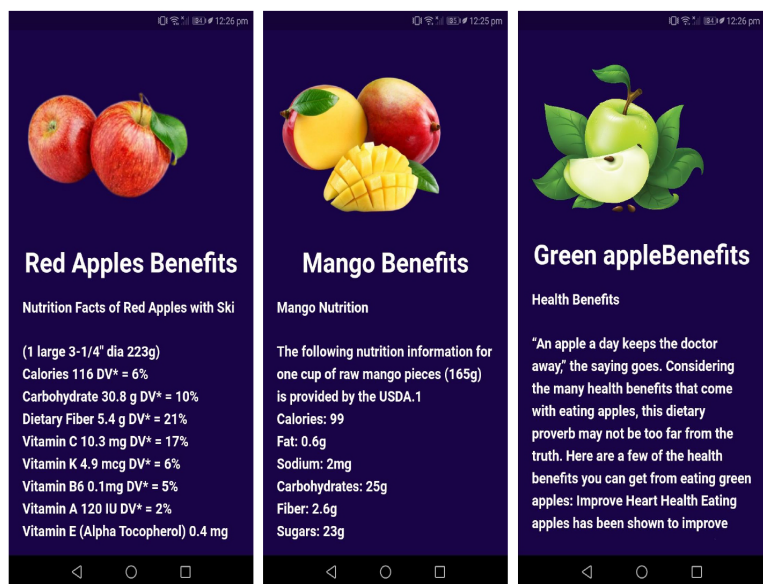 12:26 pm
Red Apples Benefits
Nutrition Facts of Red Apples with Ski
(1 large 3-1/4" dia 223g)
Calories 116 DV* = 6%
Carbohydrate 30.8 g DV* = 10%
Dietary Fiber 5.4 g DV* = 21%
Vitamin C 10.3 mg DV* = 17%
Vitamin K 4.9 mcg DV* = 6%
Vitamin B6 0.1mg DV* = 5%
Vitamin A 120 IU DV* = 2%
Vitamin E (Alpha Tocopherol) 0.4 mg
12:25 pm
Mango Benefits
Mango Nutrition
The following nutrition information for
one cup of raw mango pieces (165g)
is provided by the USDA.1
Calories: 99
Fat: 0.6g
Sodium: 2mg
Carbohydrates: 25g
Fiber: 2.6g
Sugars: 23g
12:26 pm
Green appleBenefits
Health Benefits
“An apple a day keeps the doctor
away,” the saying goes. Considering
the many health benefits that come
with eating apples, this dietary
proverb may not be too far from the
truth. Here are a few of the health
benefits you can get from eating green
apples: Improve Heart Health Eating
apples has been shown to improve